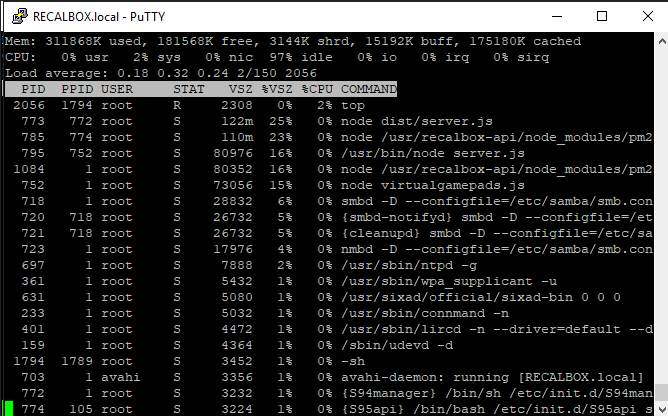 RECALBOX.local - PuTTY
Mem: 311868K used, 181568K free, 3144K shrd, 15192K buff, 175180K cached
CPU:   0% usr   2% sys   0% nic  97% idle   0% io   0% irq   0% sirq
Load average: 0.18 0.32 0.24 2/150 2056
  PID  PPID USER     STAT   VSZ %VSZ %CPU COMMAND
 2056  1794 root     R     2308   0%   2% top
  773   772 root     S     122m  25%   0% node dist/server.js
  785   774 root     S     110m  23%   0% node /usr/recalbox-api/node_modules/pm2
  795   752 root     S    80976  16%   0% /usr/bin/node server.js
 1084     1 root     S    80352  16%   0% node /usr/recalbox-api/node_modules/pm2
  752     1 root     S    73056  15%   0% node virtualgamepads.js
  718     1 root     S    28832   6%   0% smbd -D --configfile=/etc/samba/smb.con
  720   718 root     S    26732   5%   0% {smbd-notifyd} smbd -D --configfile=/et
  721   718 root     S    26732   5%   0% {cleanupd} smbd -D --configfile=/etc/sa
  723     1 root     S    17976   4%   0% nmbd -D --configfile=/etc/samba/smb.con
  697     1 root     S     7888   2%   0% /usr/sbin/ntpd -g
  361     1 root     S     5432   1%   0% /usr/sbin/wpa_supplicant -u
  631     1 root     S     5080   1%   0% /usr/sixad/official/sixad-bin 0 0 0
  233     1 root     S     5032   1%   0% /usr/sbin/connmand -n
  401     1 root     S     4472   1%   0% /usr/sbin/lircd -n --driver=default --d
  159     1 root     S     4364   1%   0% /sbin/udevd -d
 1794  1789 root     S     3452   1%   0% -sh
  703     1 avahi    S     3356   1%   0% avahi-daemon: running [RECALBOX.local]
  772     1 root     S     3232   1%   0% {S94manager} /bin/sh /etc/init.d/S94man
  774   105 root     S     3224   1%   0% {S95api} /bin/bash /etc/init.d/S95api s